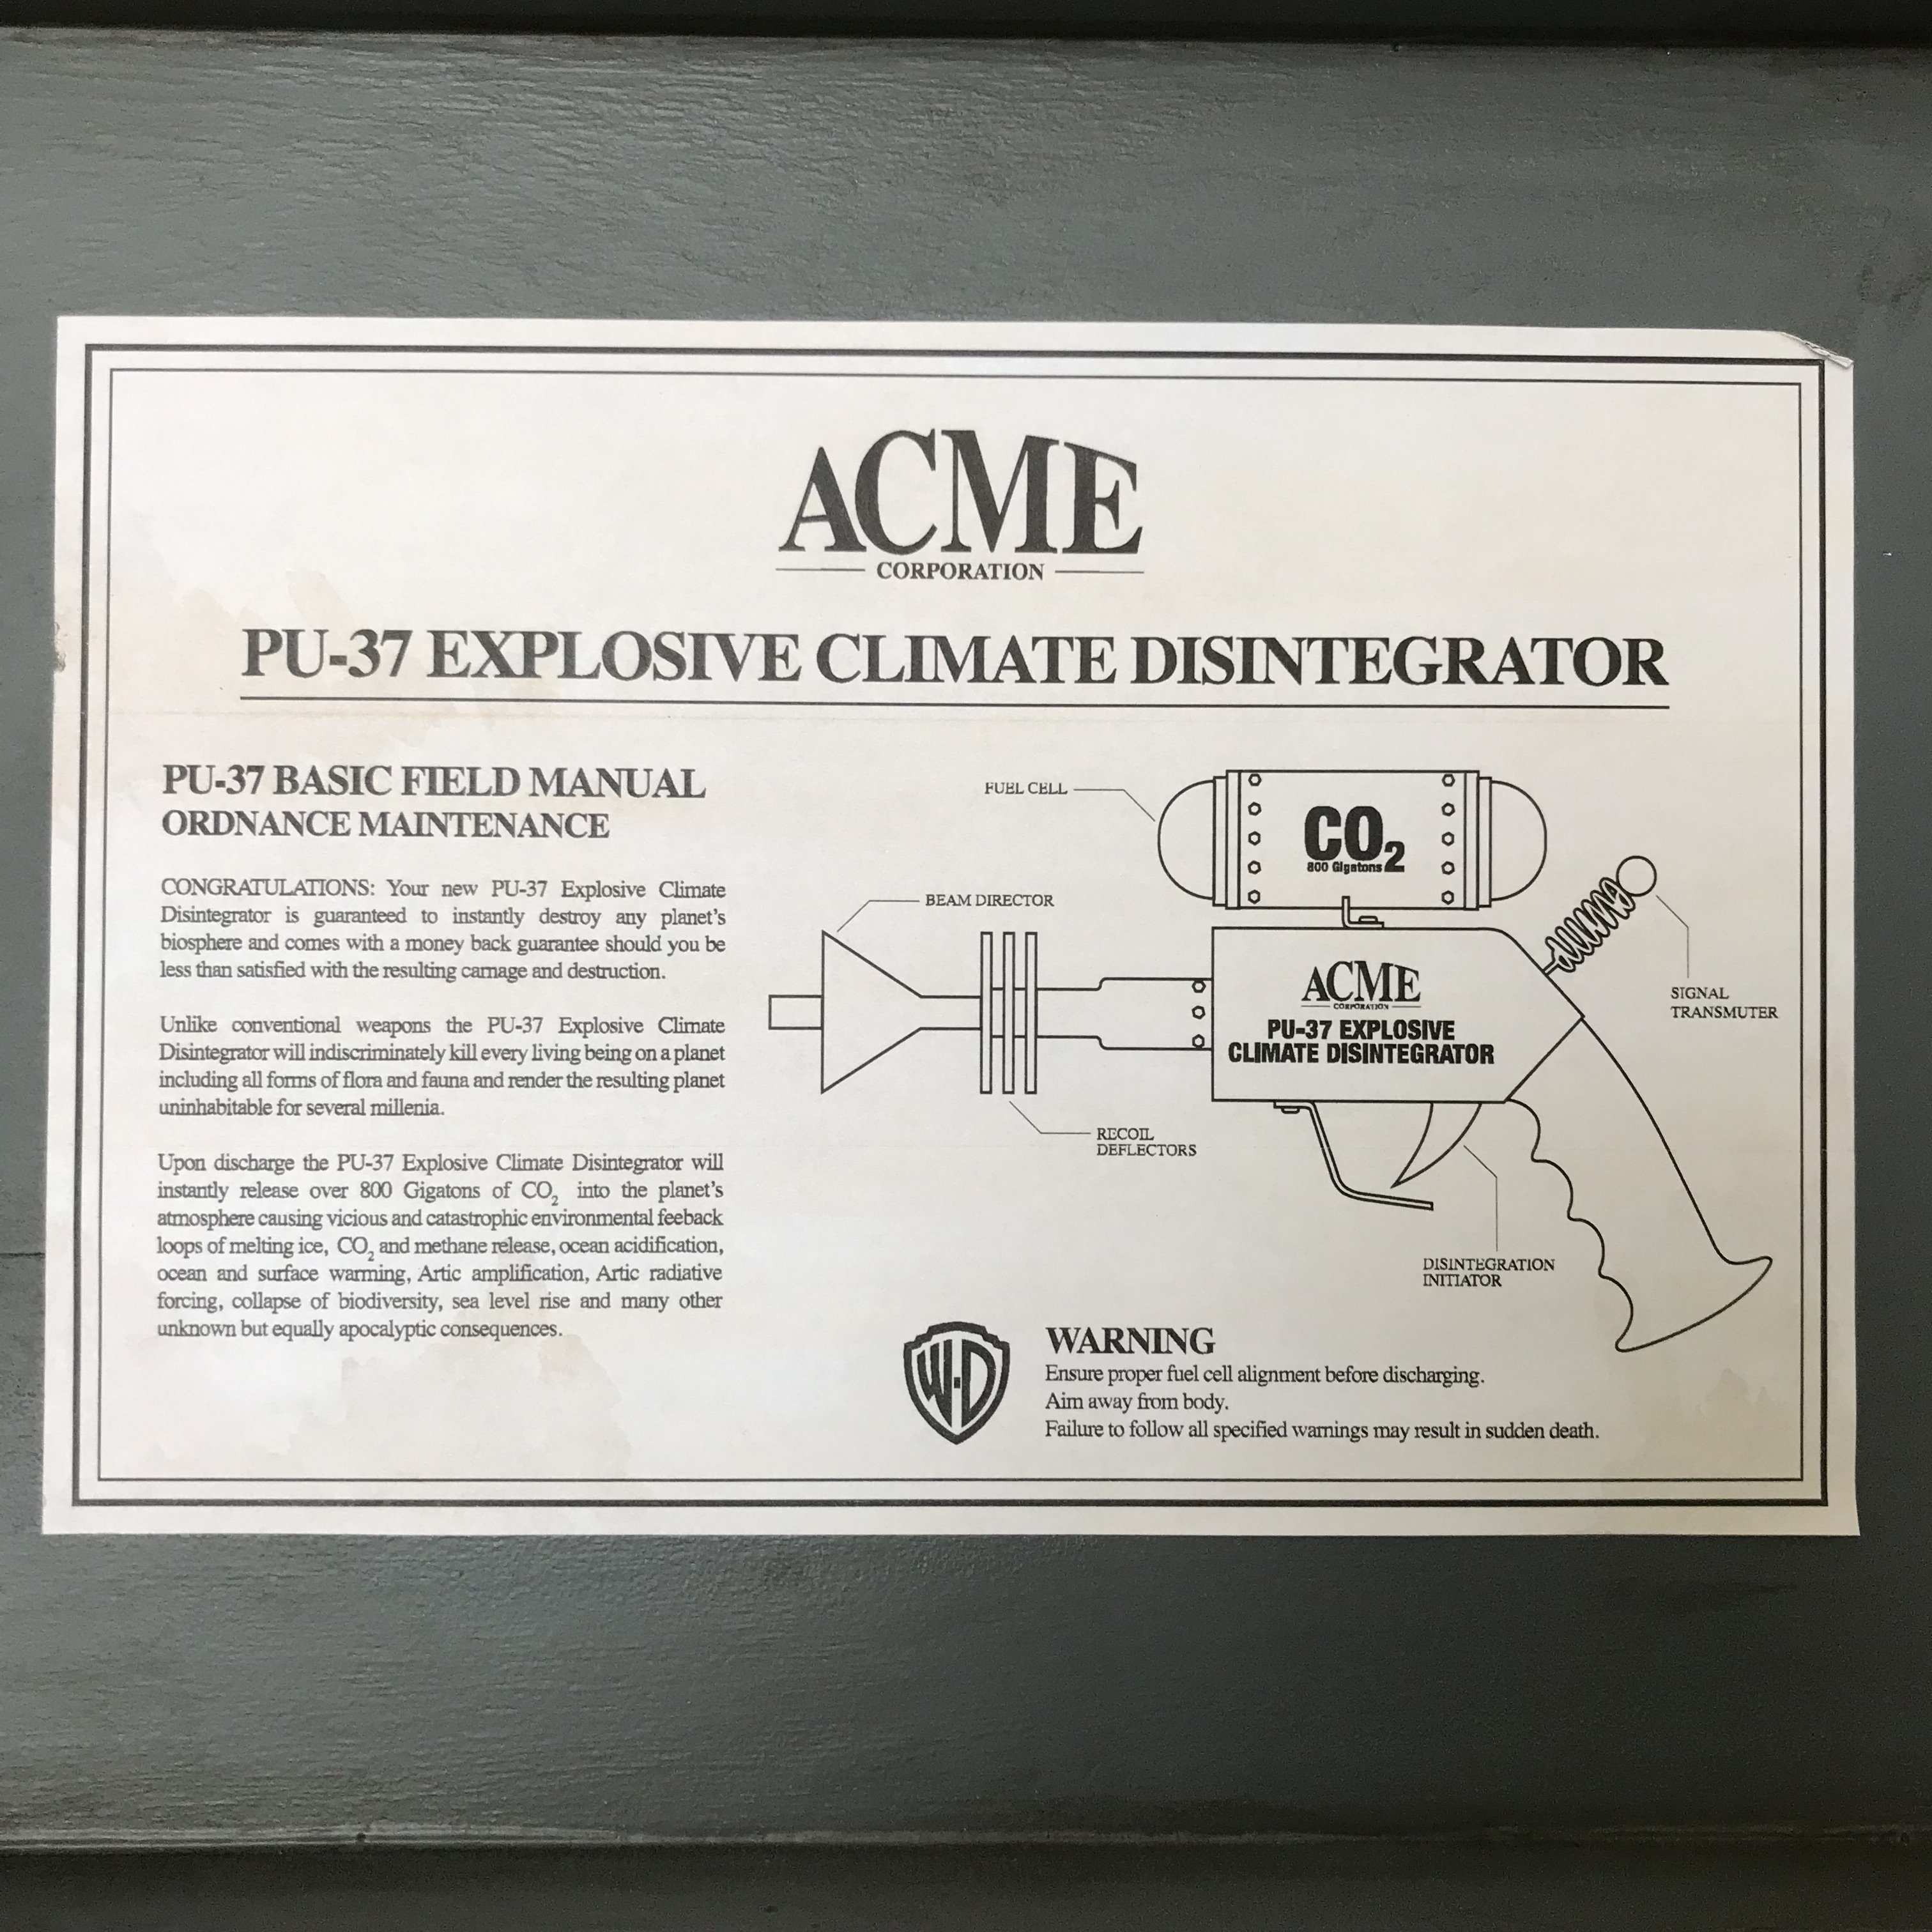 ACME
CORPORATION
PU-37 EXPLOSIVE CLIMATE DISINTEGRATOR
PU-37 BASIC FIELD MANUAL
ORDNANCE MAINTENANCE
CONGRATULATIONS: Your new PU-37 Explosive Climate
Disintegrator is guaranteed to instantly destroy any planet's
biosphere and comes with a money back guarantee should you be
less than satisfied with the resulting carnage and destruction.
Unlike conventional weapons the PU-37 Explosive Climate
Disintegrator will indiscriminately kill every living being on a planet
including all forms of flora and fauna and render the resulting planet
uninhabitable for several millenia.
Upon discharge the PU-37 Explosive Climate Disintegrator will
instantly release over 800 Gigatons of CO₂ into the planet's
atmosphere causing vicious and catastrophic environmental feeback
loops of melting ice, CO₂ and methane release, ocean acidification,
ocean and surface warming, Artic amplification, Artic radiative
forcing, collapse of biodiversity, sea level rise and many other
unknown but equally apocalyptic consequences.
FUEL CELL
CO₂
800 Gigatons
BEAM DIRECTOR
SIGNAL
TRANSMUTER
ACME
CORPORATION
PU-37 EXPLOSIVE
CLIMATE DISINTEGRATOR
RECOIL
DEFLECTORS
DISINTEGRATION
INITIATOR
W·D
WARNING
Ensure proper fuel cell alignment before discharging.
Aim away from body.
Failure to follow all specified warnings may result in sudden death.